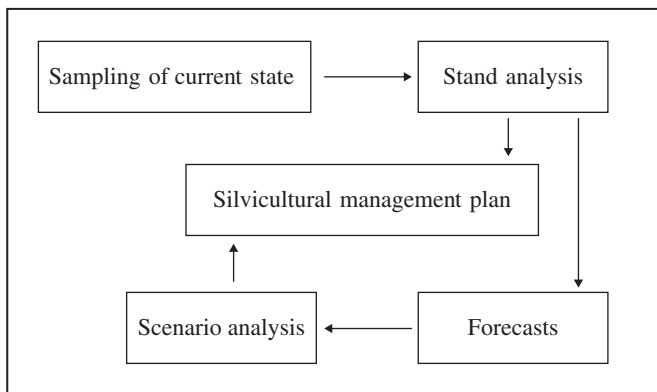 Sampling of current state
Stand analysis
Silvicultural management plan
Scenario analysis
Forecasts